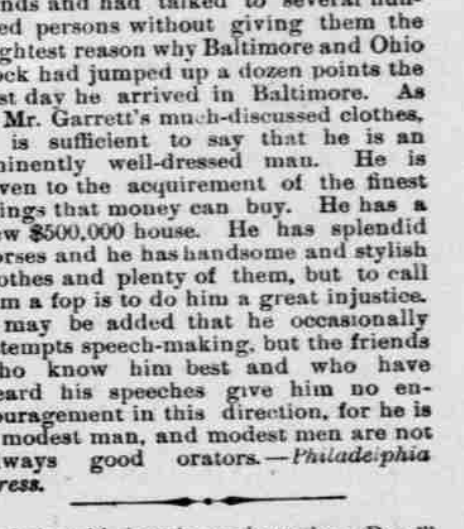 nds and had talked to several hun-
ed persons without giving them the
ghtest reason why Baltimore and Ohio
ock had jumped up a dozen points the
st day he arrived in Baltimore. As
Mr. Garrett's much-discussed clothes,
is sufficient to say that he is an
ninently well-dressed man. He is
ven to the acquirement of the finest
ings that money can buy. He has a
ew $500,000 house. He has splendid
orses and he has handsome and stylish
othes and plenty of them, but to call
m a fop is to do him a great injustice.
may be added that he occasionally
tempts speech-making, but the friends
ho know him best and who have
eard his speeches give him no en-
ouragement in this direction, for he is
modest man, and modest men are not
ways good orators.—Philadelphia
ress.